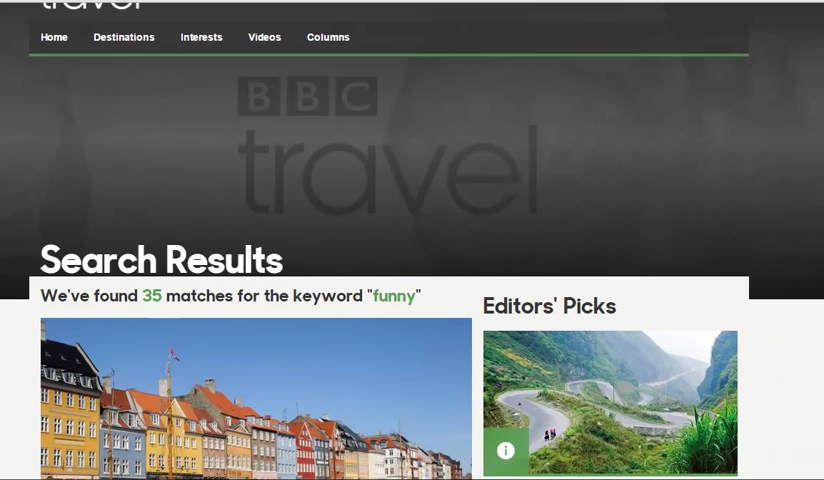 travel
Home Destinations Interests Videos Columns
BBC
travel
Search Results
We've found 35 matches for the keyword "funny"
Editors' Picks
i